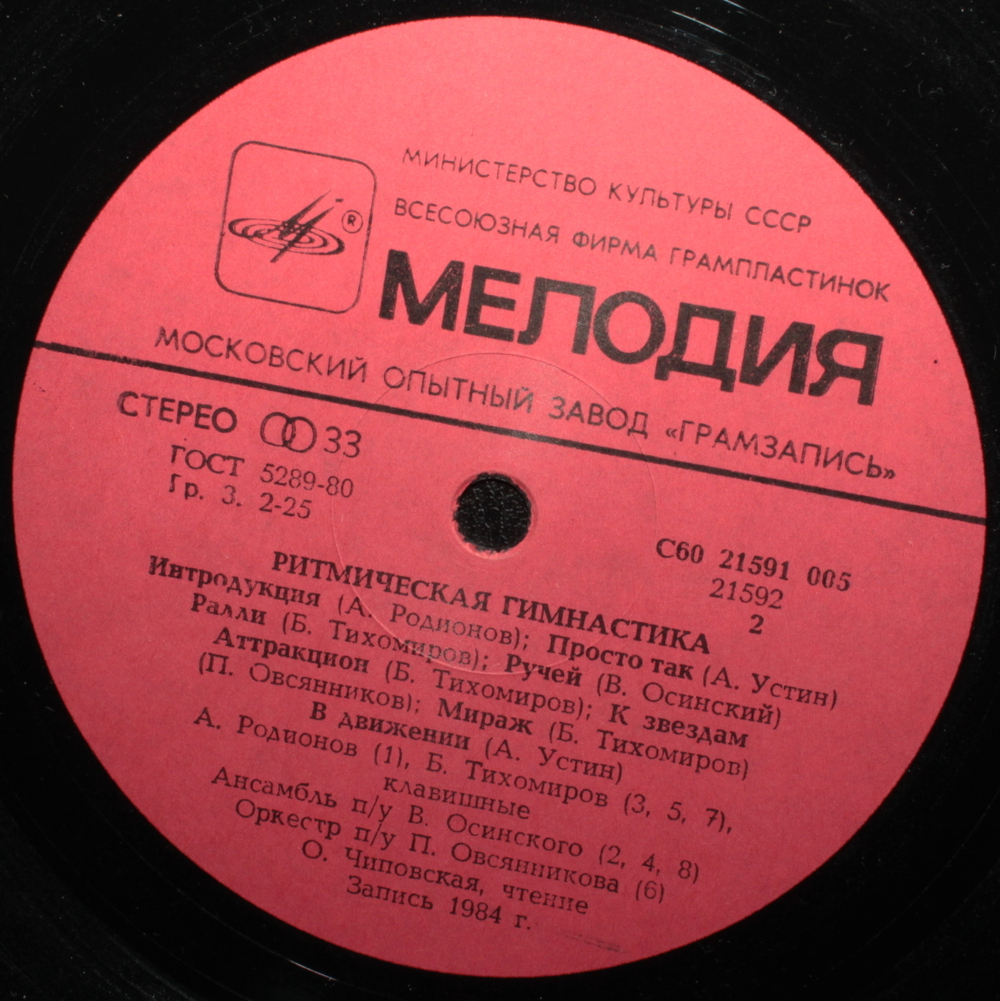 ®
МИНИСТЕРСТВО КУЛЬТУРЫ СССР
ВСЕСОЮЗНАЯ ФИРМА ГРАМПЛАСТИНОК
МЕЛОДИЯ
МОСКОВСКИЙ ОПЫТНЫЙ ЗАВОД «ГРАМЗАПИСЬ»
СТЕРЕО 33
ГОСТ 5289-80
Гр. 3. 2-25
С60 21591 005
21592
2
РИТМИЧЕСКАЯ ГИМНАСТИКА
Интродукция (А. Родионов); Просто так (А. Устин)
Ралли (Б. Тихомиров); Ручей (В. Осинский)
Аттракцион (Б. Тихомиров); К звездам
(П. Овсянников); Мираж (Б. Тихомиров)
В движении (А. Устин)
А. Родионов (1), Б. Тихомиров (3, 5, 7),
клавишные
Ансамбль п/у В. Осинского (2, 4, 8)
Оркестр п/у П. Овсянникова (6)
О. Чиповская, чтение
Запись 1984 г.